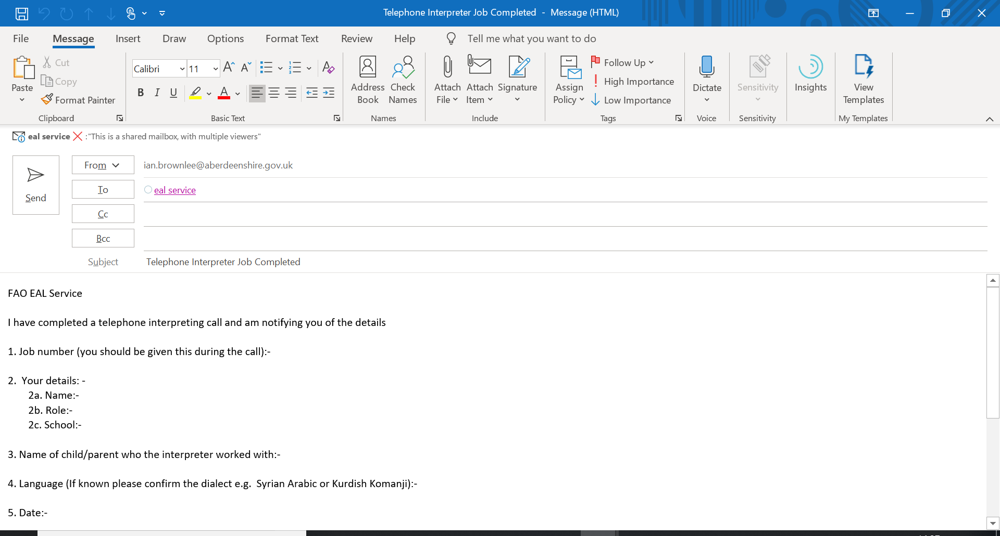 Telephone Interpreter Job Completed - Message (HTML)
File Message Insert Draw Options Format Text Review Help Tell me what you want to do
Paste
Cut
Copy
Format Painter
Clipboard
Calibri 11
B I U
Basic Text
Address Book
Check Names
Names
Attach File
Attach Item
Signature
Include
Assign Policy
Follow Up
High Importance
Low Importance
Tags
Dictate
Voice
Sensitivity
Sensitivity
Insights
View Templates
My Templates
eal service :"This is a shared mailbox, with multiple viewers"
Send
From ian.brownlee@aberdeenshire.gov.uk
To eal service
Cc
Bcc
Subject Telephone Interpreter Job Completed
FAO EAL Service
I have completed a telephone interpreting call and am notifying you of the details
1. Job number (you should be given this during the call):-
2.  Your details: -
2a. Name:-
2b. Role:-
2c. School:-
3. Name of child/parent who the interpreter worked with:-
4. Language (If known please confirm the dialect e.g.  Syrian Arabic or Kurdish Komanji):-
5. Date:-